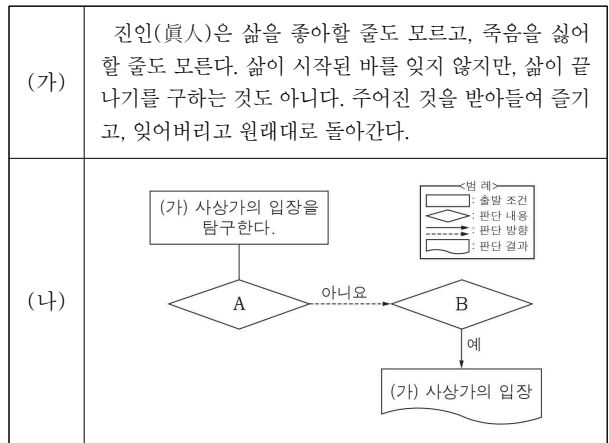 (가)
진인(眞人)은 삶을 좋아할 줄도 모르고, 죽음을 싫어
할 줄도 모른다. 삶이 시작된 바를 잊지 않지만, 삶이 끝
나기를 구하는 것도 아니다. 주어진 것을 받아들여 즐기
고, 잊어버리고 원래대로 돌아간다.
(나)
(가) 사상가의 입장을
탐구한다.
<범 례>
: 출발 조건
: 판단 내용
: 판단 방향
: 판단 결과
A
아니요
B
예
(가) 사상가의 입장